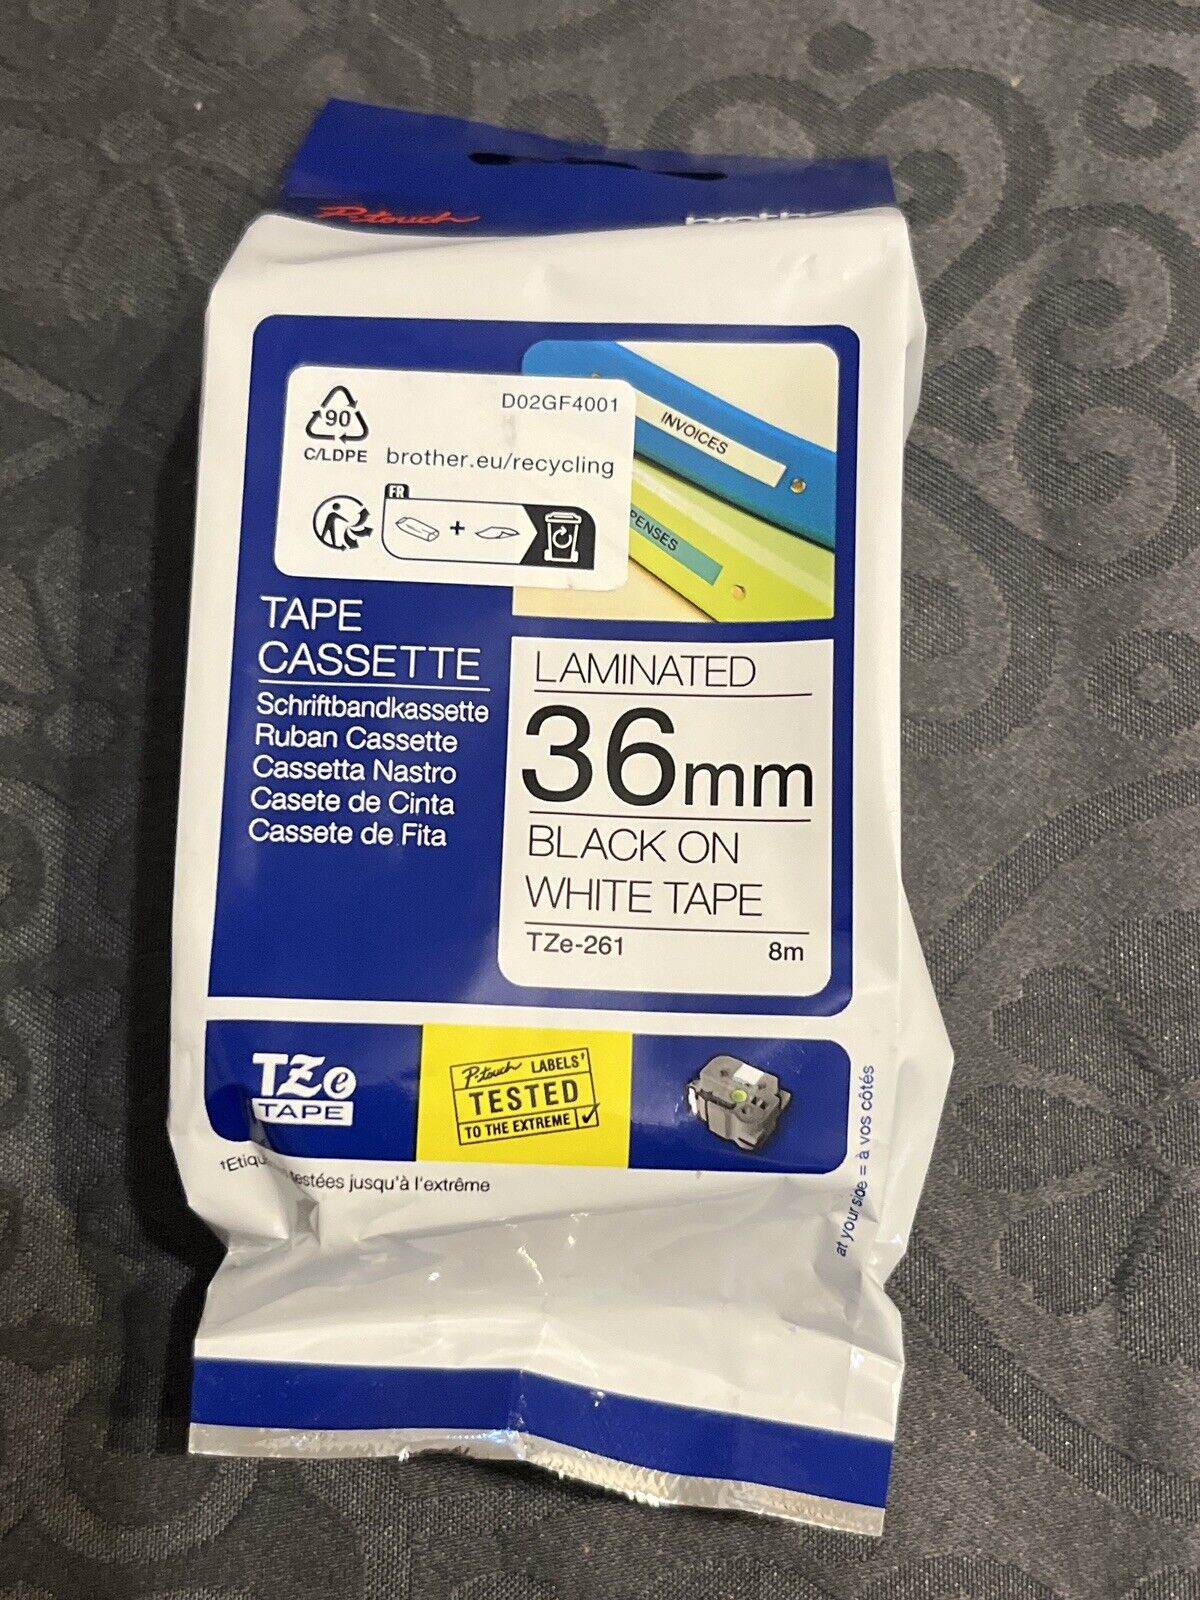 P-touch
D02GF4001
90
C/LDPE
brother.eu/recycling
FR
INVOICES
TAPE
CASSETTE
Schriftbandkassette
Ruban Cassette
Cassetta Nastro
Casete de Cinta
Cassete de Fita
LAMINATED
36mm
BLACK ON
WHITE TAPE
TZe-261
8m
TZe
TAPE
P-touch LABELS†
TESTED
TO THE EXTREME
testées jusqu'à l'extrême
at your side = à vos côtés